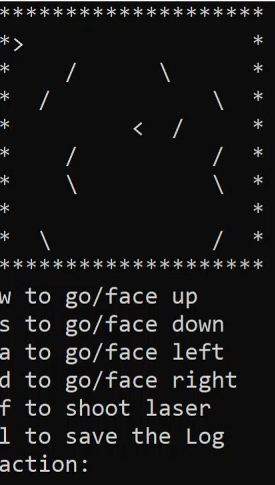 ********************
*>                 *
*    /      \      *
*  /            \  *
*         <  /     *
*    /          /  *
*    \          \  *
*                  *
*  \            /  *
********************
w to go/face up
s to go/face down
a to go/face left
d to go/face right
f to shoot laser
l to save the Log
action: